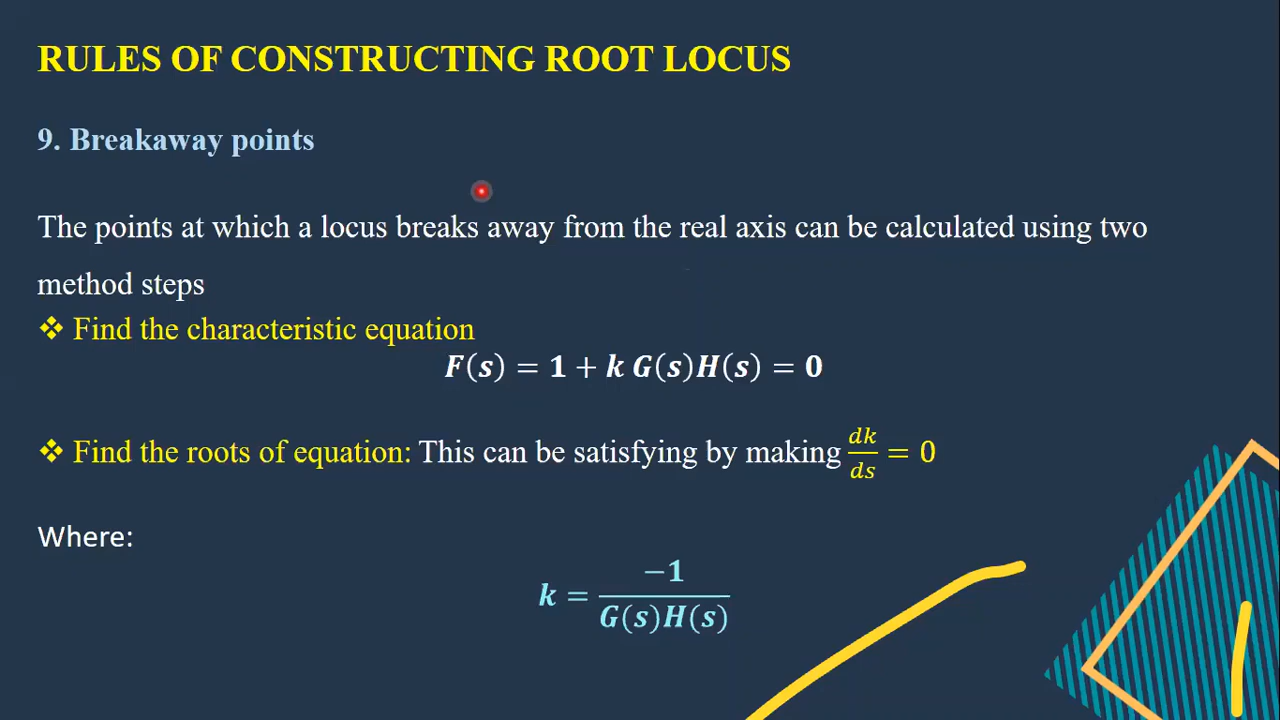 RULES OF CONSTRUCTING ROOT LOCUS
9. Breakaway points
The points at which a locus breaks away from the real axis can be calculated using two
method steps
❖ Find the characteristic equation
F(s) = 1 + k G(s)H(s) = 0
❖ Find the roots of equation: This can be satisfying by making dk/ds = 0
Where:
k = −1/G(s)H(s)